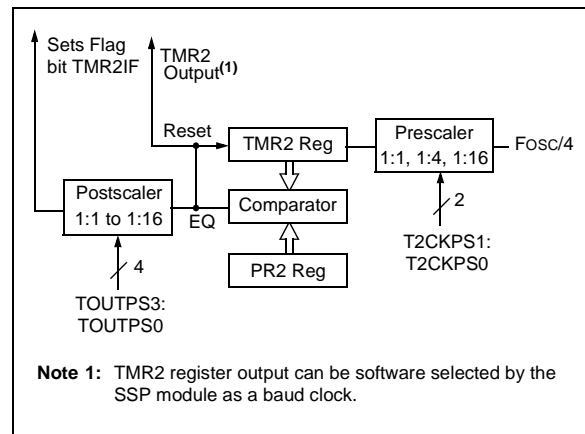 Sets Flag
bit TMR2IF
TMR2
Output(1)
Reset
TMR2 Reg
Prescaler
1:1, 1:4, 1:16
FOSC/4
Postscaler
1:1 to 1:16
EQ
Comparator
2
T2CKPS1:
T2CKPS0
4
PR2 Reg
TOUTPS3:
TOUTPS0
Note 1: TMR2 register output can be software selected by the
SSP module as a baud clock.